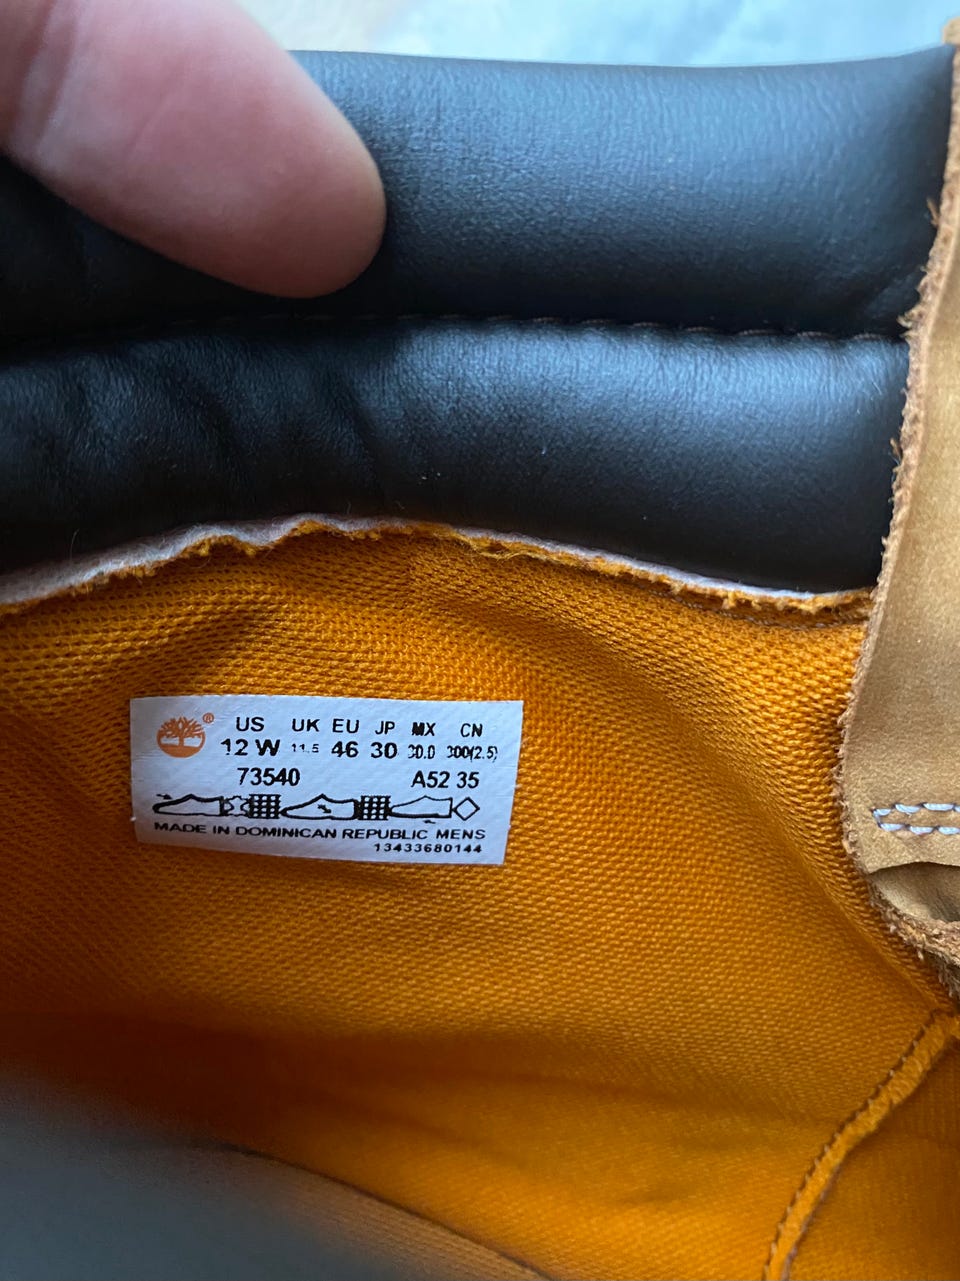 ®
US UK EU JP MX CN
12 W 11.5 46 30 30.0 300(2.5)
73540 A52 35
MADE IN DOMINICAN REPUBLIC MENS
13433680144